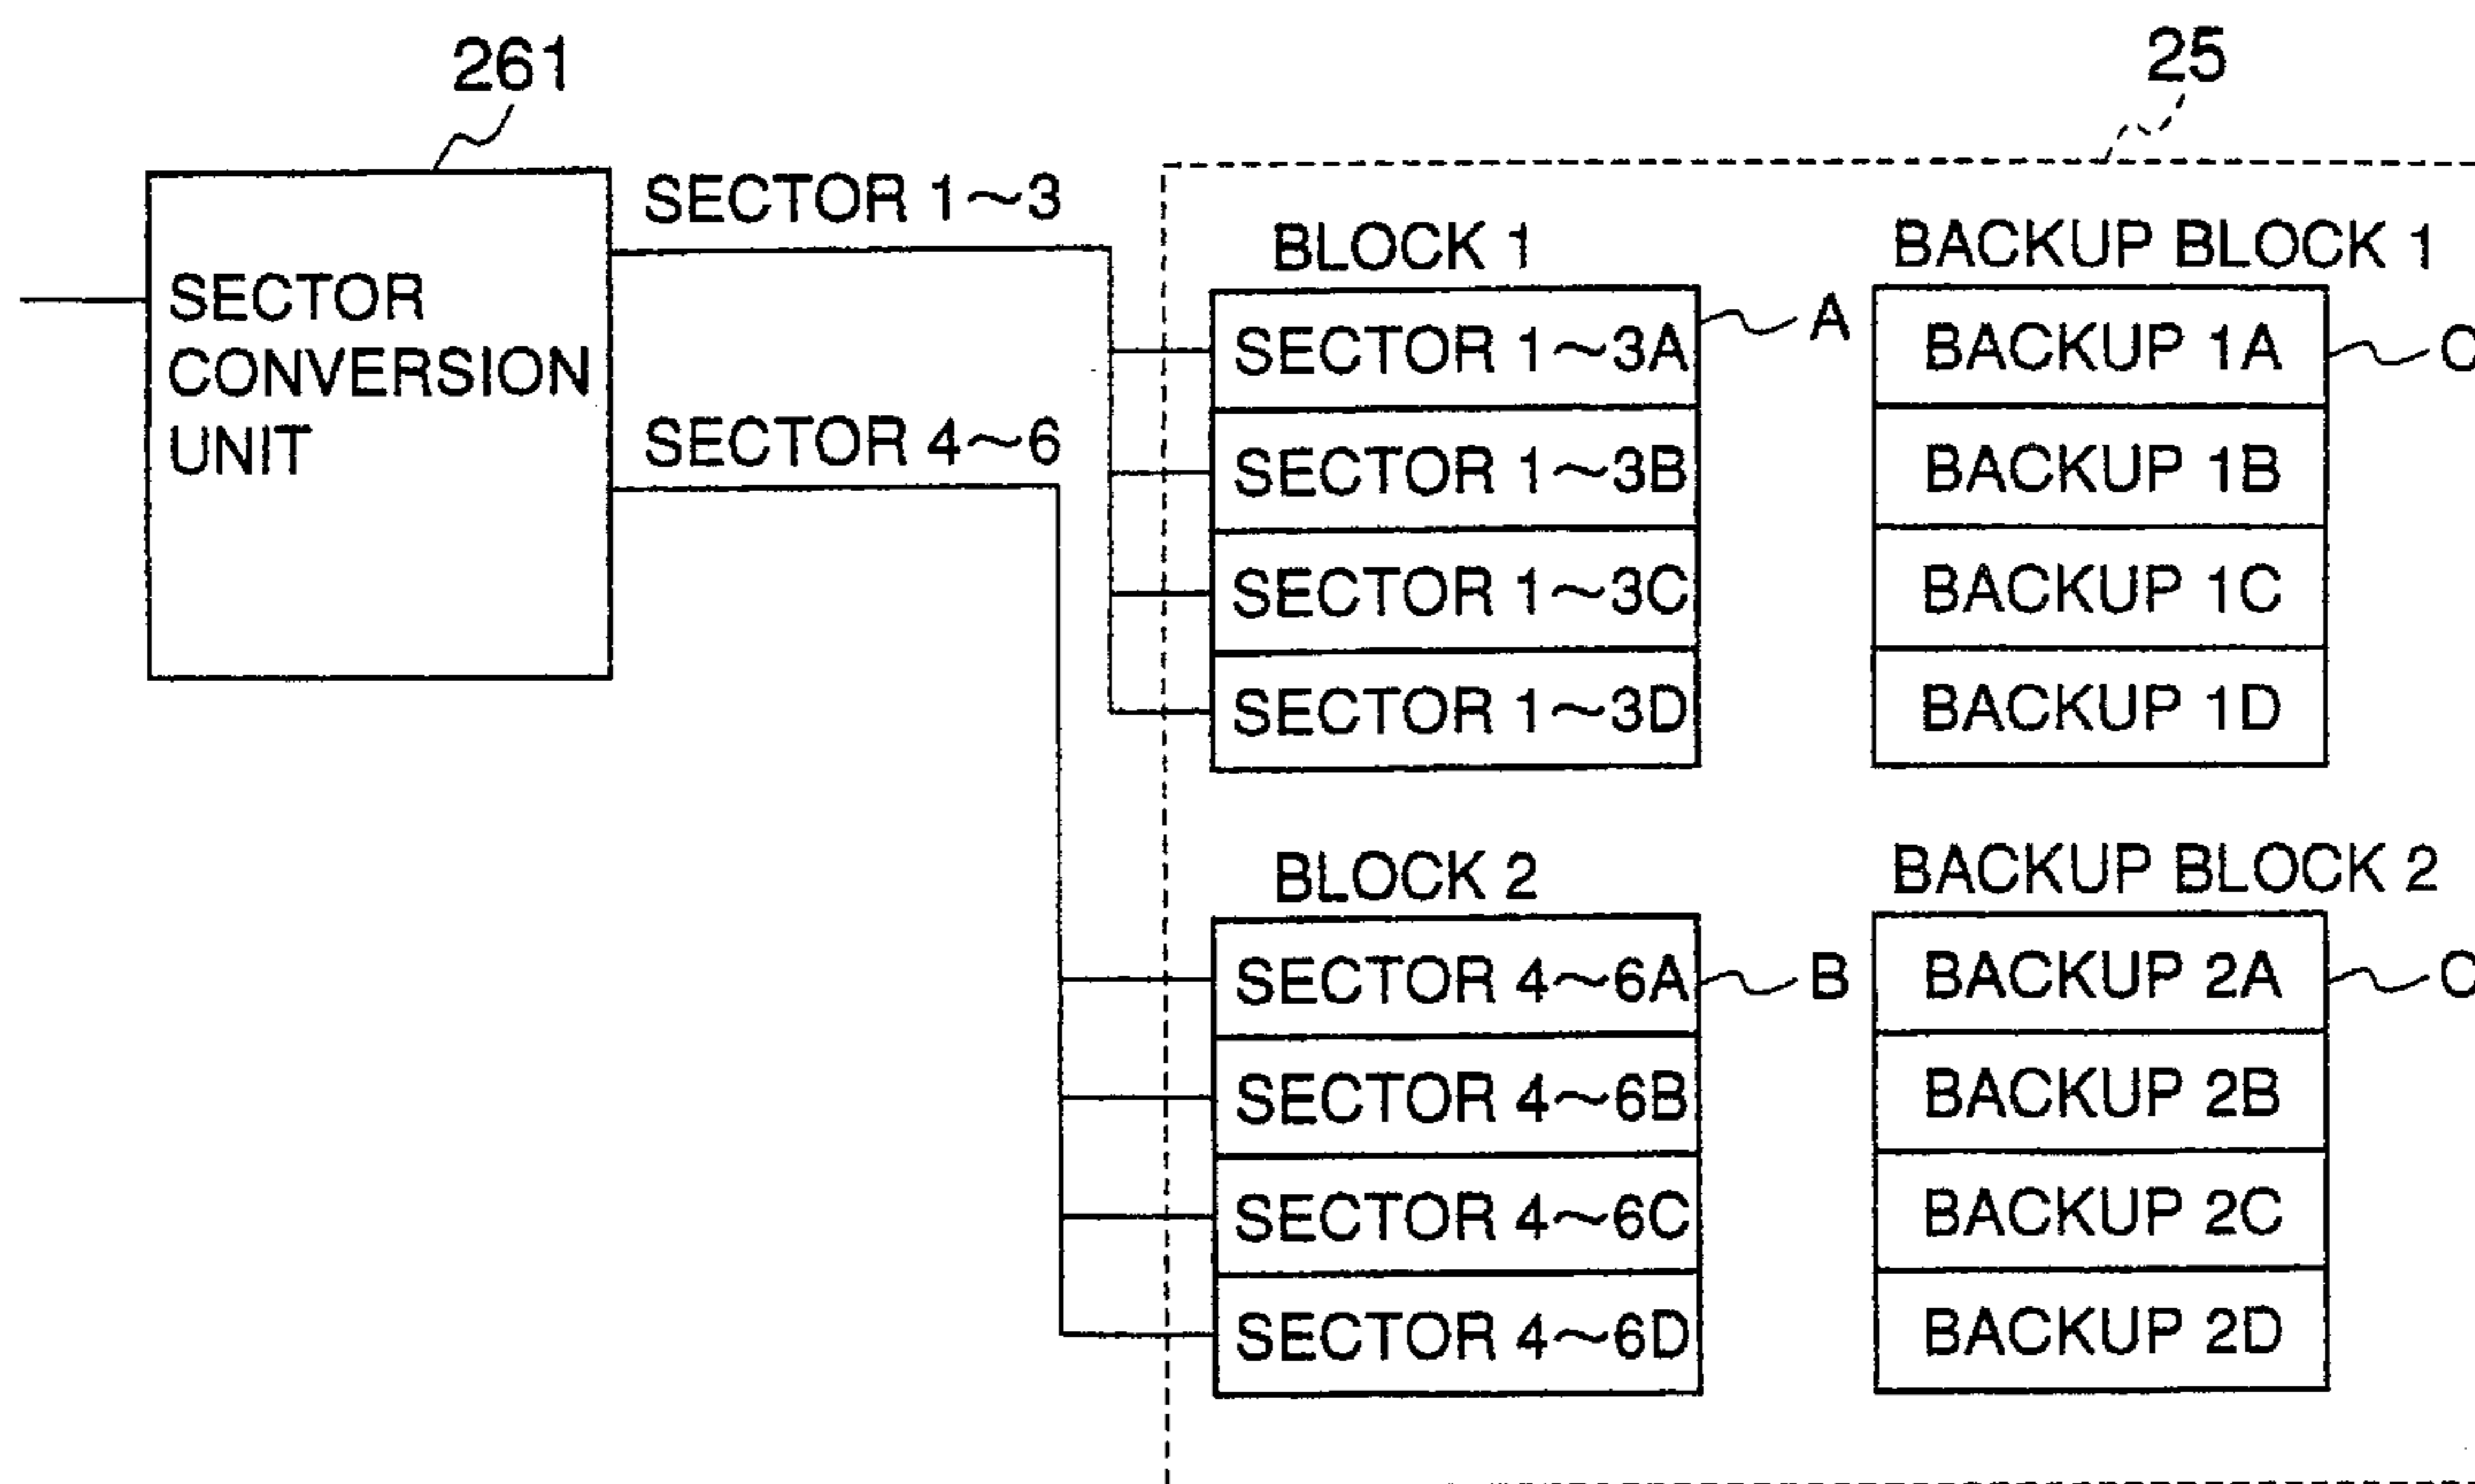 261
25
SECTOR
CONVERSION
UNIT
SECTOR 1~3
SECTOR 4~6
BLOCK 1
SECTOR 1~3A
SECTOR 1~3B
SECTOR 1~3C
SECTOR 1~3D
A
BACKUP BLOCK 1
BACKUP 1A
BACKUP 1B
BACKUP 1C
BACKUP 1D
BLOCK 2
SECTOR 4~6A
SECTOR 4~6B
SECTOR 4~6C
SECTOR 4~6D
B
BACKUP BLOCK 2
BACKUP 2A
BACKUP 2B
BACKUP 2C
BACKUP 2D